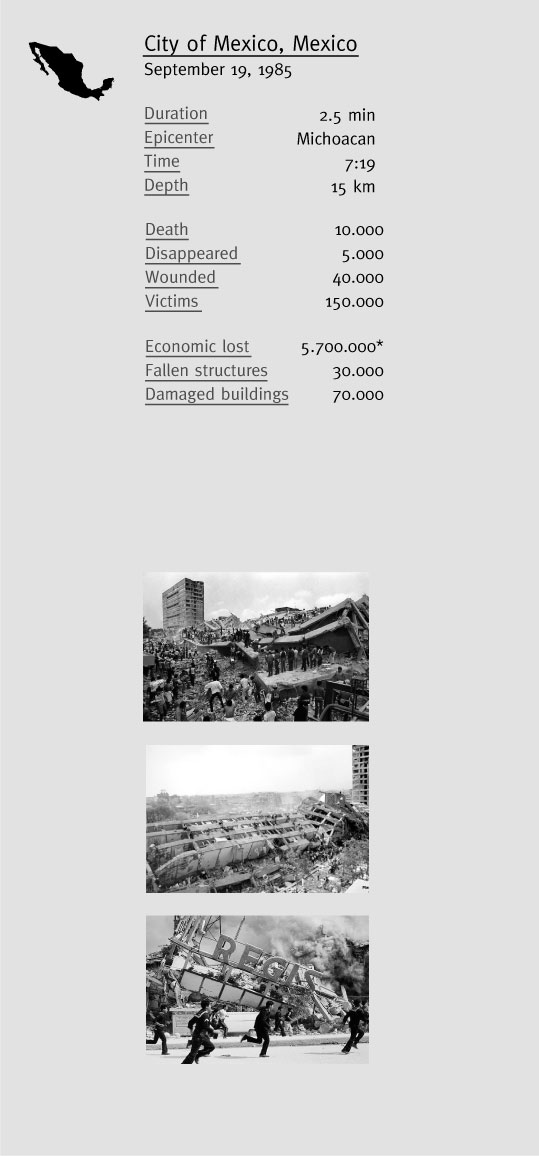 City of Mexico, Mexico
September 19, 1985
Duration 2.5 min
Epicenter Michoacan
Time 7:19
Depth 15 km
Death 10.000
Disappeared 5.000
Wounded 40.000
Victims 150.000
Economic lost 5.700.000*
Fallen structures 30.000
Damaged buildings 70.000
REGIS